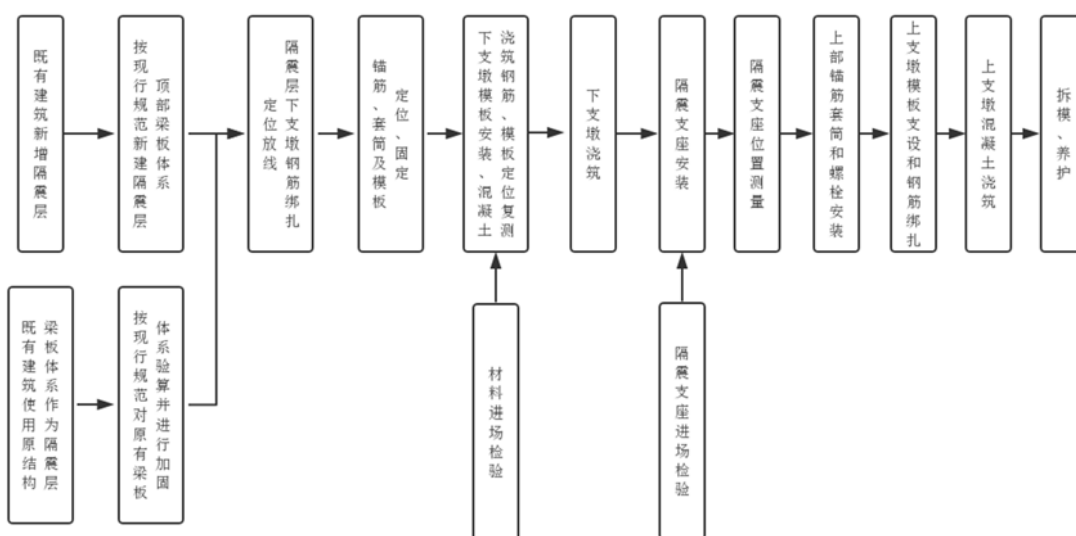 既有建筑新增隔震层
按现行规范新建隔震层
顶部梁板体系
定位放线
隔震层下支墩钢筋绑扎
锚筋、套筒及模板
定位、固定
下支墩模板安装、混凝土
浇筑钢筋、模板定位复测
下支墩浇筑
隔震支座安装
隔震支座位置测量
上部锚筋套筒和螺栓安装
上支墩模板支设和钢筋绑扎
上支墩混凝土浇筑
拆模、养护
既有建筑使用原结构
梁板体系作为隔震层
按现行规范对原有梁板
体系验算并进行加固
材料进场检验
隔震支座进场检验